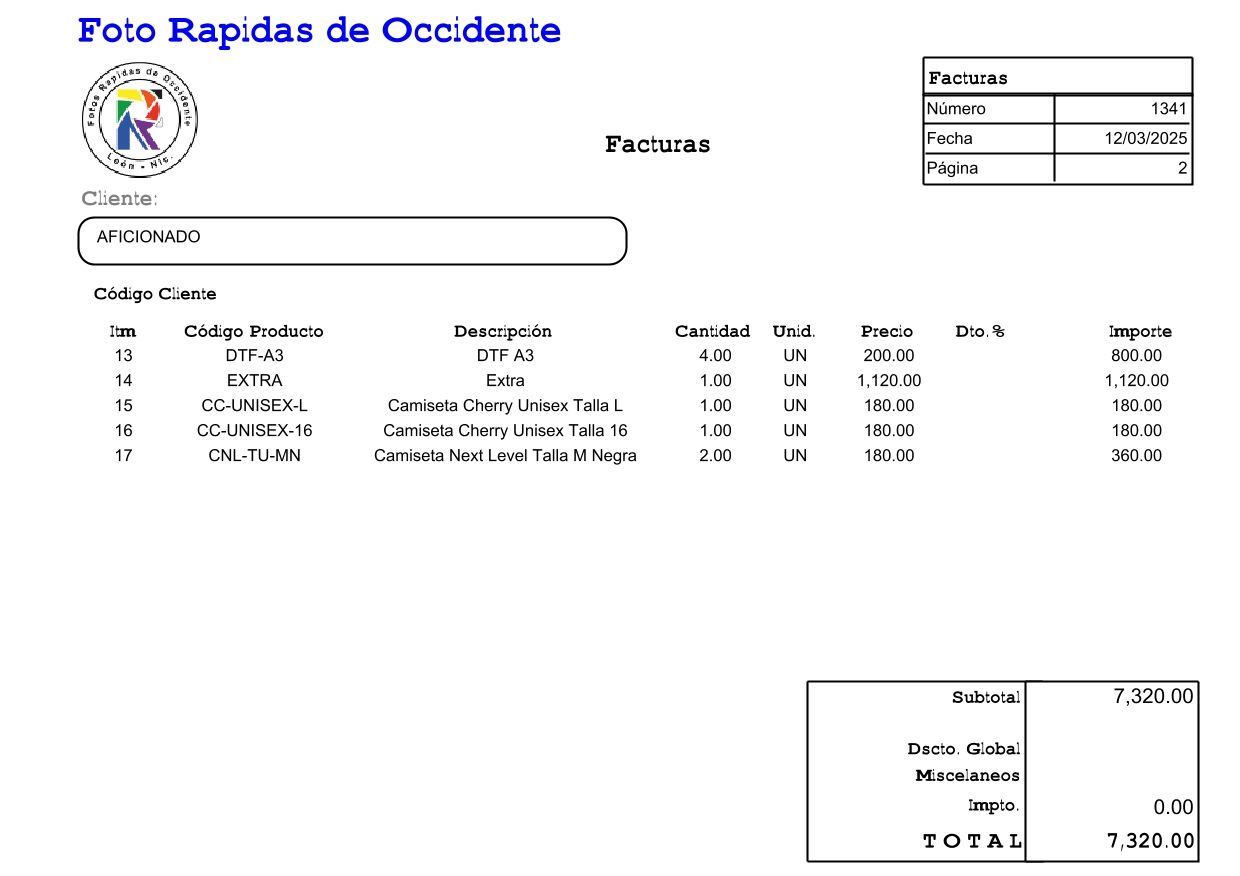 Foto Rapidas de Occidente
Fotos Rapidas de Occidente
León - Nic.
Facturas
Facturas
Número 1341
Fecha 12/03/2025
Página 2
Cliente:
AFICIONADO
Código Cliente
Itm Código Producto Descripción Cantidad Unid. Precio Dto.% Importe
13 DTF-A3 DTF A3 4.00 UN 200.00 800.00
14 EXTRA Extra 1.00 UN 1,120.00 1,120.00
15 CC-UNISEX-L Camiseta Cherry Unisex Talla L 1.00 UN 180.00 180.00
16 CC-UNISEX-16 Camiseta Cherry Unisex Talla 16 1.00 UN 180.00 180.00
17 CNL-TU-MN Camiseta Next Level Talla M Negra 2.00 UN 180.00 360.00
Subtotal 7,320.00
Dscto. Global
Miscelaneos
Impto. 0.00
TOTAL 7,320.00